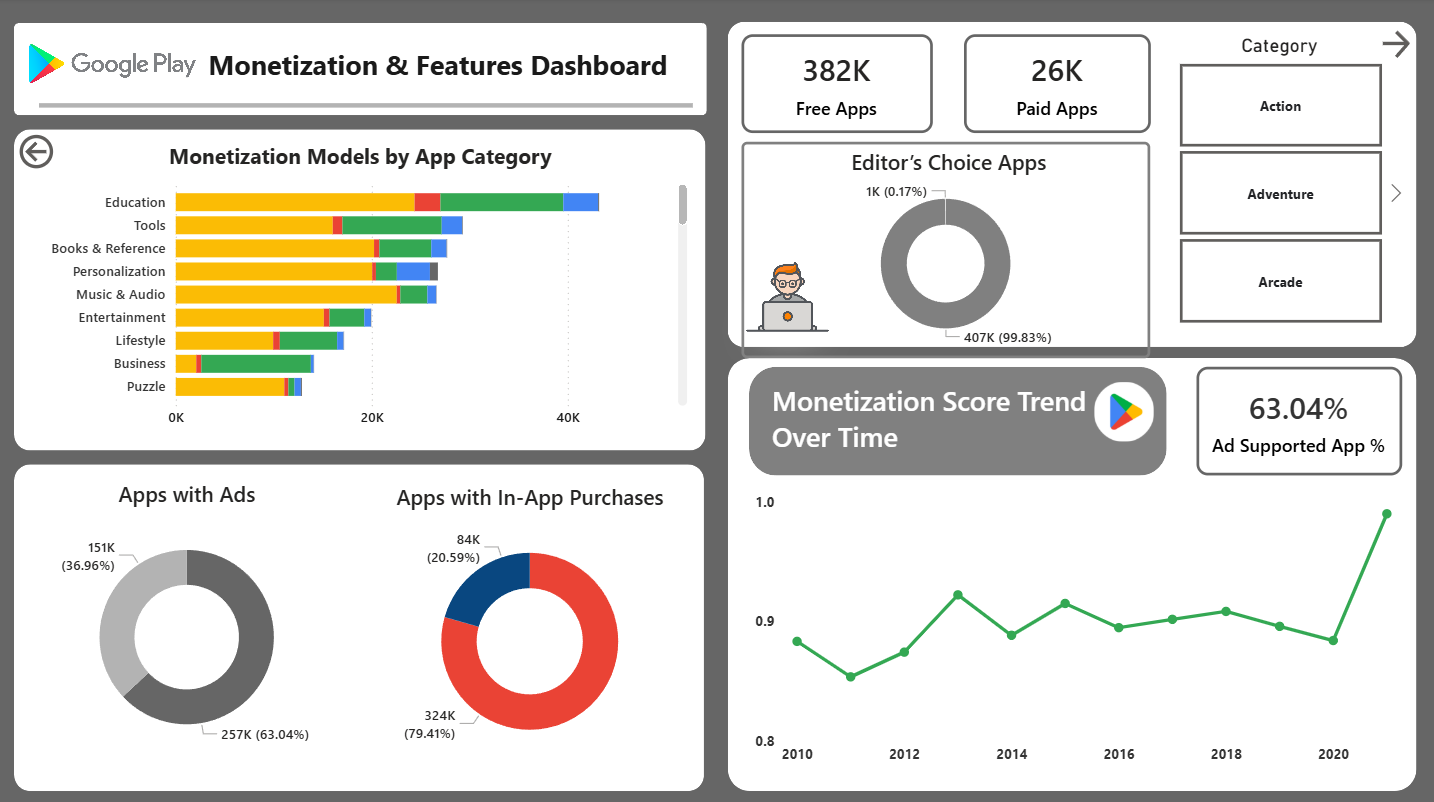 Google Play
Monetization & Features Dashboard
Monetization Models by App Category
Education
Tools
Books & Reference
Personalization
Music & Audio
Entertainment
Lifestyle
Business
Puzzle
0K
20K
40K
Apps with Ads
151K
(36.96%)
257K (63.04%)
Apps with In-App Purchases
84K
(20.59%)
324K
(79.41%)
382K
Free Apps
26K
Paid Apps
Editor’s Choice Apps
1K (0.17%)
407K (99.83%)
Category
Action
Adventure
Arcade
Monetization Score Trend
Over Time
63.04%
Ad Supported App %
1.0
0.9
0.8
2010
2012
2014
2016
2018
2020